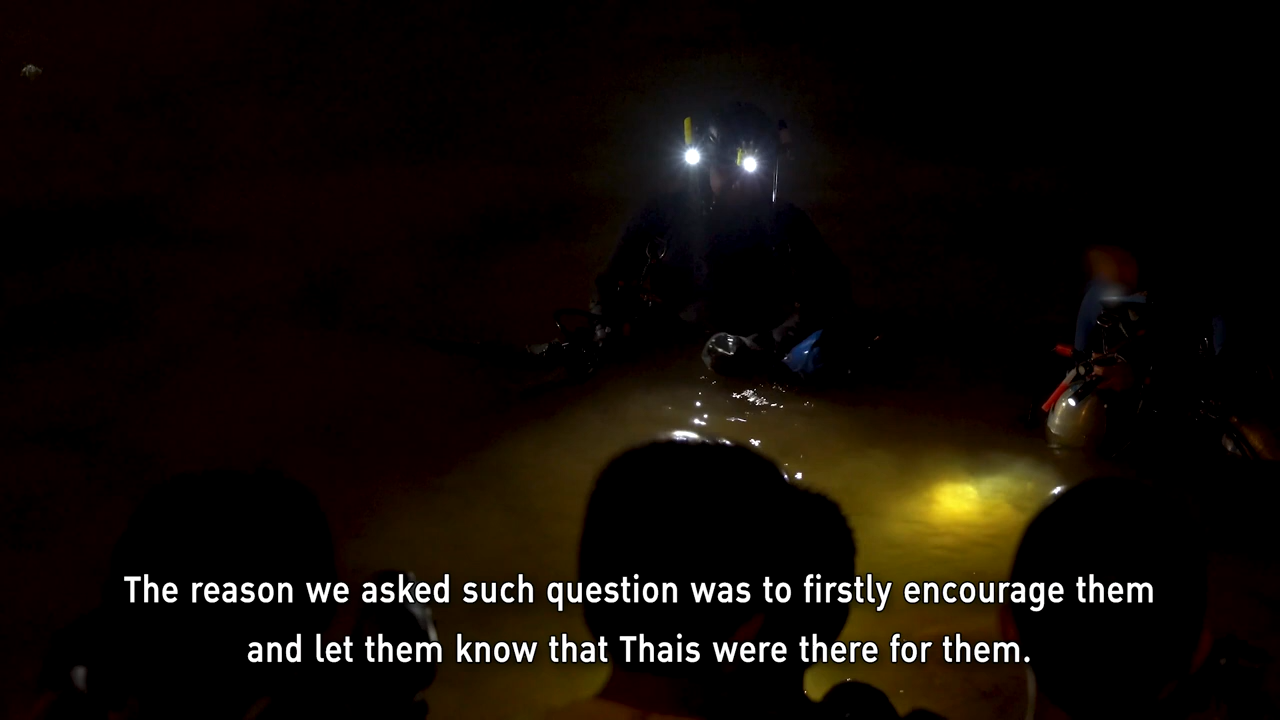 The reason we asked such question was to firstly encourage them
and let them know that Thais were there for them.